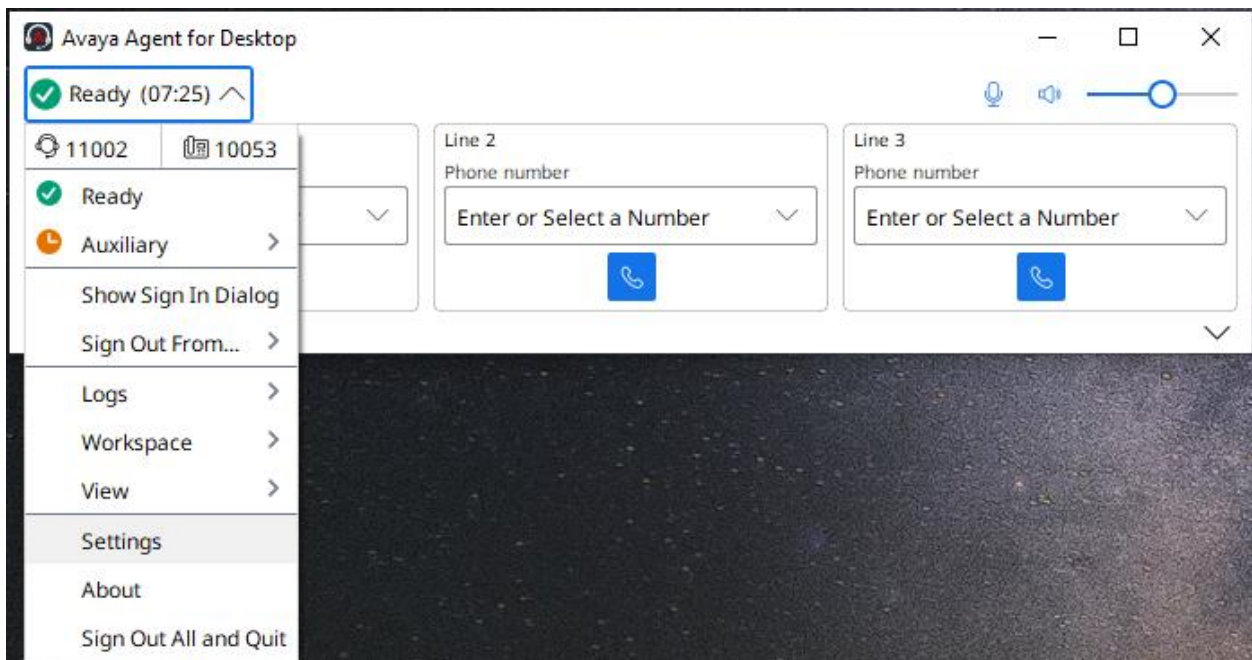 Avaya Agent for Desktop
Ready (07:25)
11002 10053
Ready
Auxiliary
Show Sign In Dialog
Sign Out From...
Logs
Workspace
View
Settings
About
Sign Out All and Quit
Line 2
Phone number
Enter or Select a Number
Line 3
Phone number
Enter or Select a Number